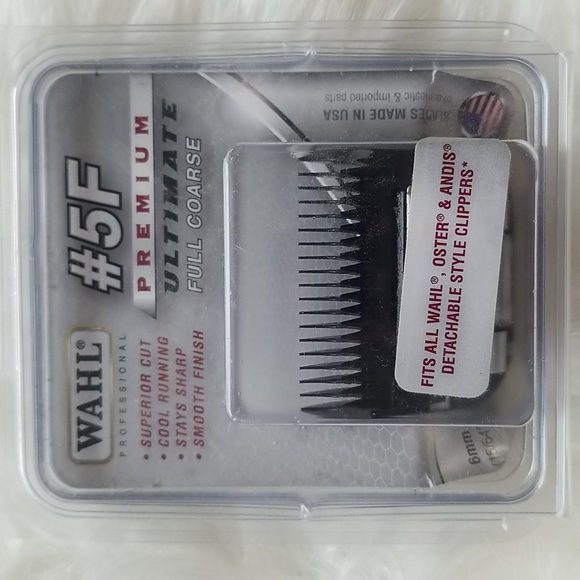 WAHL®
PROFESSIONAL
#5F
PREMIUM
ULTIMATE
FULL COARSE
• SUPERIOR CUT
• COOL RUNNING
• STAYS SHARP
• SMOOTH FINISH
BLADES MADE IN USA
domestic & imported parts
FITS ALL WAHL®, OSTER® & ANDIS®
DETACHABLE STYLE CLIPPERS*
6mm